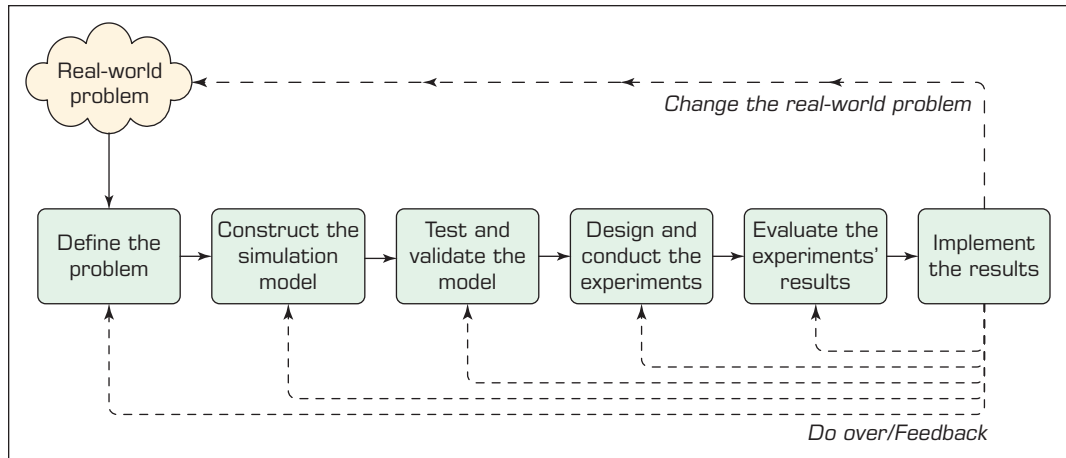 Real-world
problem
Change the real-world problem
Define the
problem
Construct the
simulation
model
Test and
validate the
model
Design and
conduct the
experiments
Evaluate the
experiments'
results
Implement
the results
Do over/Feedback